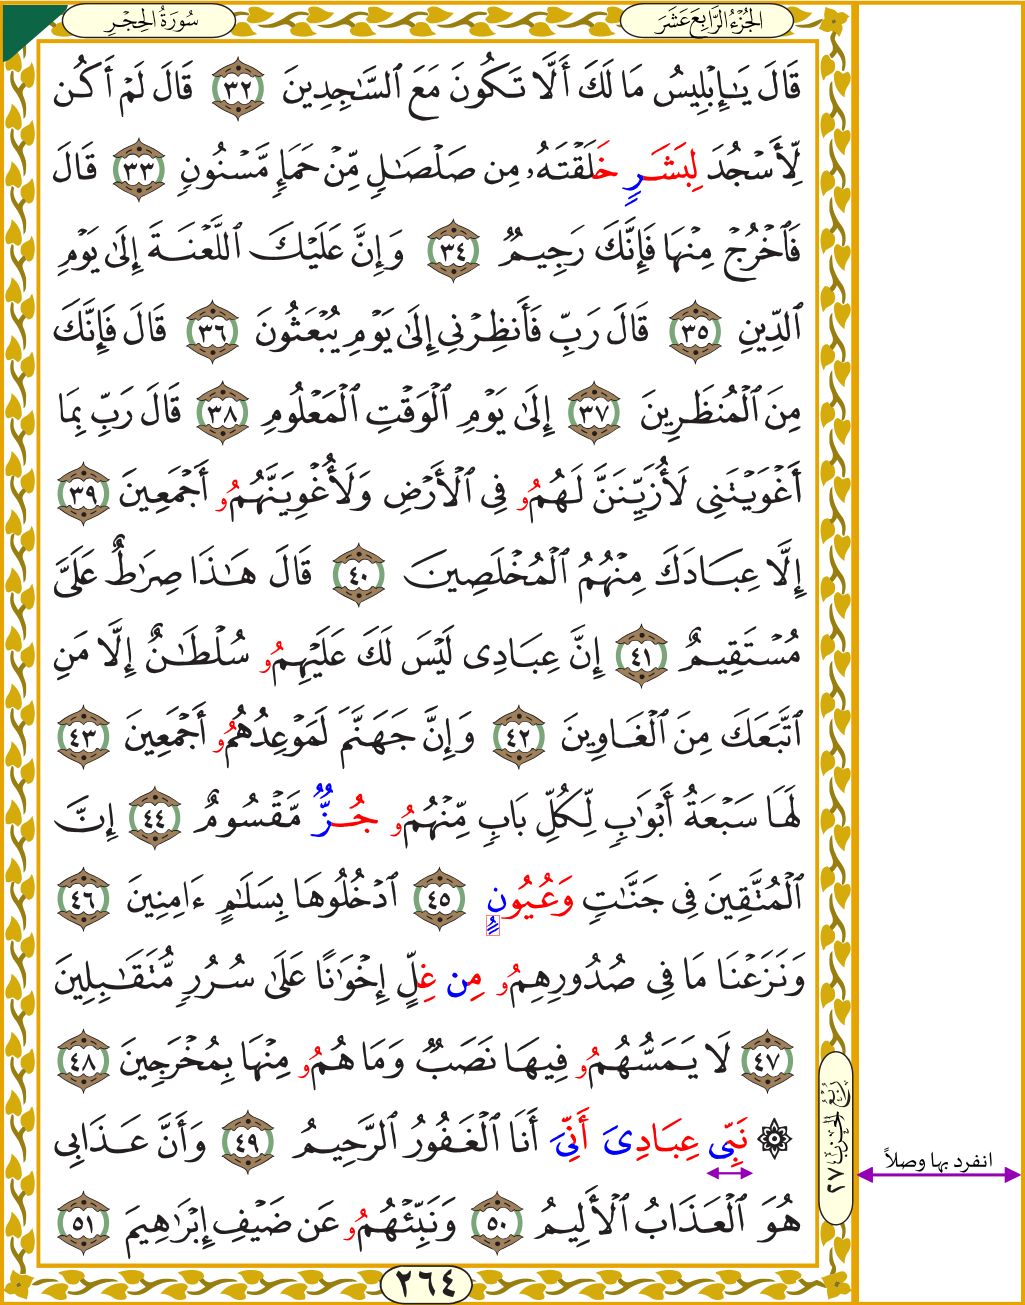 سُورَةُ الحِجْرِ
الجُزْءُ الرَّابِعَ عَشَرَ
قَالَ يَـٰٓإِبْلِيسُ مَا لَكَ أَلَّا تَكُونَ مَعَ ٱلسَّـٰجِدِينَ ٣٢ قَالَ لَمْ أَكُن
لِّأَسْجُدَ لِبَشَرٍ خَلَقْتَهُۥ مِن صَلْصَـٰلٍ مِّنْ حَمَإٍ مَّسْنُونٍ ٣٣ قَالَ
فَٱخْرُجْ مِنْهَا فَإِنَّكَ رَجِيمٌ ٣٤ وَإِنَّ عَلَيْكَ ٱللَّعْنَةَ إِلَىٰ يَوْمِ
ٱلدِّينِ ٣٥ قَالَ رَبِّ فَأَنظِرْنِى إِلَىٰ يَوْمِ يُبْعَثُونَ ٣٦ قَالَ فَإِنَّكَ
مِنَ ٱلْمُنظَرِينَ ٣٧ إِلَىٰ يَوْمِ ٱلْوَقْتِ ٱلْمَعْلُومِ ٣٨ قَالَ رَبِّ بِمَا
أَغْوَيْتَنِى لَأُزَيِّنَنَّ لَهُمُۥ فِى ٱلْأَرْضِ وَلَأُغْوِيَنَّهُمُۥ أَجْمَعِينَ ٣٩
إِلَّا عِبَادَكَ مِنْهُمُ ٱلْمُخْلَصِينَ ٤٠ قَالَ هَـٰذَا صِرَٰطٌ عَلَىَّ
مُسْتَقِيمٌ ٤١ إِنَّ عِبَادِى لَيْسَ لَكَ عَلَيْهِمُۥ سُلْطَـٰنٌ إِلَّا مَنِ
ٱتَّبَعَكَ مِنَ ٱلْغَاوِينَ ٤٢ وَإِنَّ جَهَنَّمَ لَمَوْعِدُهُمُۥ أَجْمَعِينَ ٤٣
لَهَا سَبْعَةُ أَبْوَٰبٍ لِّكُلِّ بَابٍ مِّنْهُمُۥ جُزٌّ مَّقْسُومٌ ٤٤ إِنَّ
ٱلْمُتَّقِينَ فِى جَنَّـٰتٍ وَعُيُونٍ ٤٥ ٱدْخُلُوهَا بِسَلَـٰمٍ ءَامِنِينَ ٤٦
وَنَزَعْنَا مَا فِى صُدُورِهِمُۥ مِن غِلٍّ إِخْوَٰنًا عَلَىٰ سُرُرٍ مُّتَقَـٰبِلِينَ
٤٧ لَا يَمَسُّهُمُۥ فِيهَا نَصَبٌ وَمَا هُمُۥ مِنْهَا بِمُخْرَجِينَ ٤٨
۞ نَبِّى عِبَادِىَ أَنِّىَ أَنَا ٱلْغَفُورُ ٱلرَّحِيمُ ٤٩ وَأَنَّ عَذَابِى
هُوَ ٱلْعَذَابُ ٱلْأَلِيمُ ٥٠ وَنَبِّئْهُمُۥ عَن ضَيْفِ إِبْرَٰهِيمَ ٥١
رُبْعُ الحِزْب ٢٧
انفرد بها وصلاً
٢٦٤